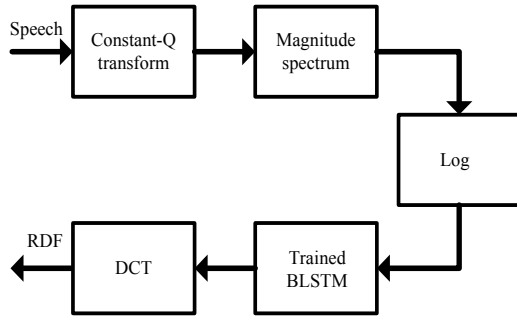 Speech
Constant-Q
transform
Magnitude
spectrum
Log
RDF
DCT
Trained
BLSTM